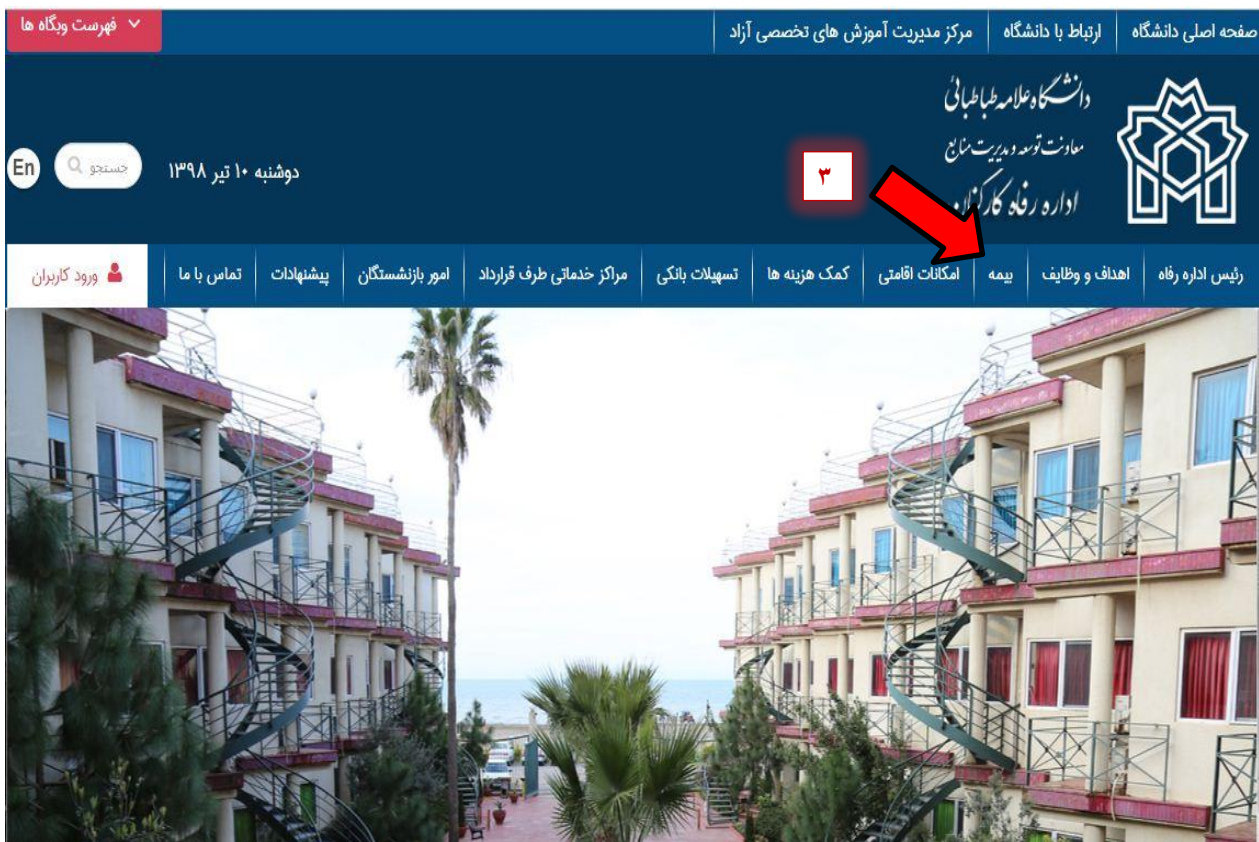 صفحه اصلی دانشگاه ارتباط با دانشگاه مرکز مدیریت آموزش های تخصصی آزاد فهرست وبگاه ها
دانشگاه علامه طباطبائی
معاونت توسعه و مدیریت منابع
اداره رفاه کارکنان
۳
دوشنبه ۱۰ تیر ۱۳۹۸
جستجو
En
رئیس اداره رفاه اهداف و وظایف بیمه امکانات اقامتی کمک هزینه ها تسهیلات بانکی مراکز خدماتی طرف قرارداد امور بازنشستگان پیشنهادات تماس با ما ورود کاربران